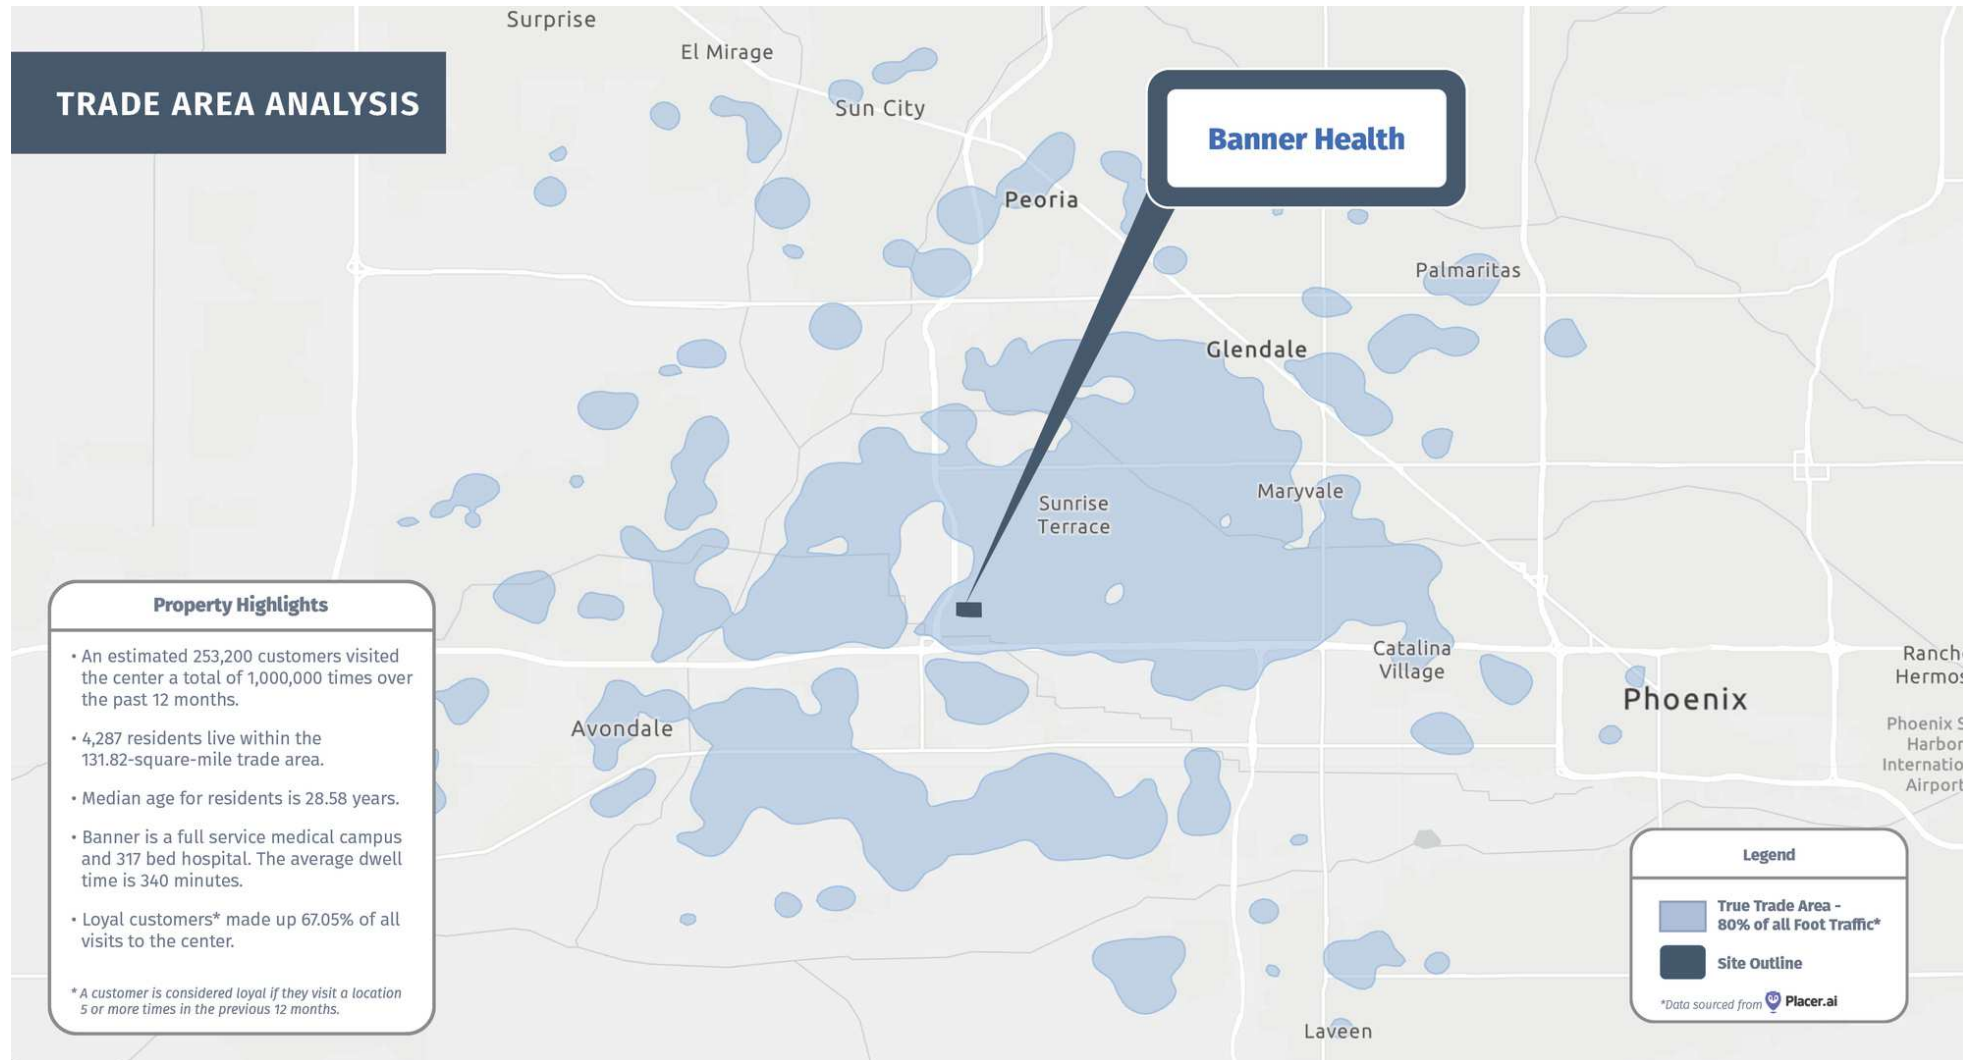 Surprise
El Mirage
TRADE AREA ANALYSIS
Sun City
Banner Health
Peoria
Palmaritas
Glendale
Maryvale
Sunrise
Terrace
Property Highlights
• An estimated 253,200 customers visited
the center a total of 1,000,000 times over
the past 12 months.
• 4,287 residents live within the
131.82-square-mile trade area.
• Median age for residents is 28.58 years.
• Banner is a full service medical campus
and 317 bed hospital. The average dwell
time is 340 minutes.
• Loyal customers* made up 67.05% of all
visits to the center.
* A customer is considered loyal if they visit a location
5 or more times in the previous 12 months.
Avondale
Catalina
Village
Phoenix
Ranch
Hermos
Phoenix S
Harbor
Internatio
Airport
Legend
True Trade Area -
80% of all Foot Traffic*
Site Outline
*Data sourced from Placer.ai
Laveen